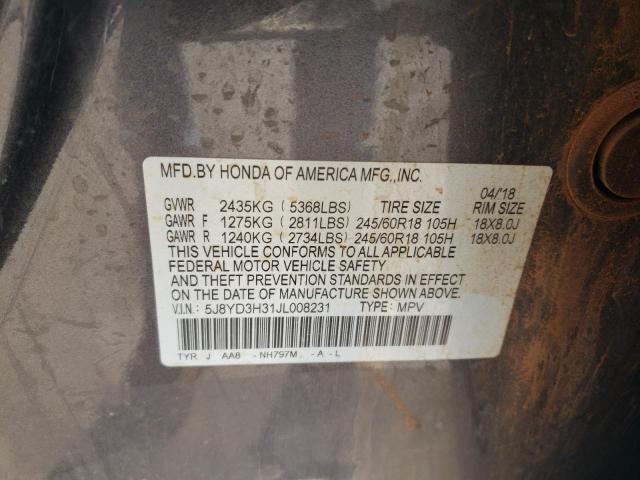 MFD.BY HONDA OF AMERICA MFG.,INC.
04/'18
GVWR 2435KG (5368LBS) TIRE SIZE RIM SIZE
GAWR F 1275KG (2811LBS) 245/60R18 105H 18X8.0J
GAWR R 1240KG (2734LBS) 245/60R18 105H 18X8.0J
THIS VEHICLE CONFORMS TO ALL APPLICABLE
FEDERAL MOTOR VEHICLE SAFETY
AND THEFT PREVENTION STANDARDS IN EFFECT
ON THE DATE OF MANUFACTURE SHOWN ABOVE.
V.I.N.: 5J8YD3H31JL008231 TYPE: MPV
TYR J AA8 - NH797M - A - L